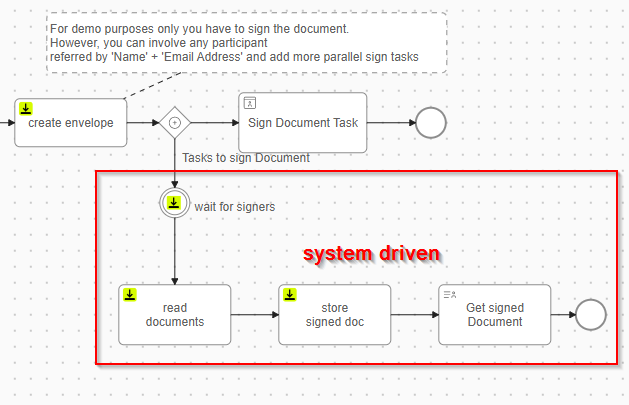 For demo purposes only you have to sign the document.
However, you can involve any participant
referred by 'Name' + 'Email Address' and add more parallel sign tasks
create envelope
Sign Document Task
Tasks to sign Document
wait for signers
system driven
read
documents
store
signed doc
Get signed
Document